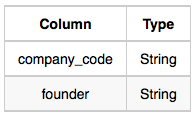 Column Type
company_code String
founder String